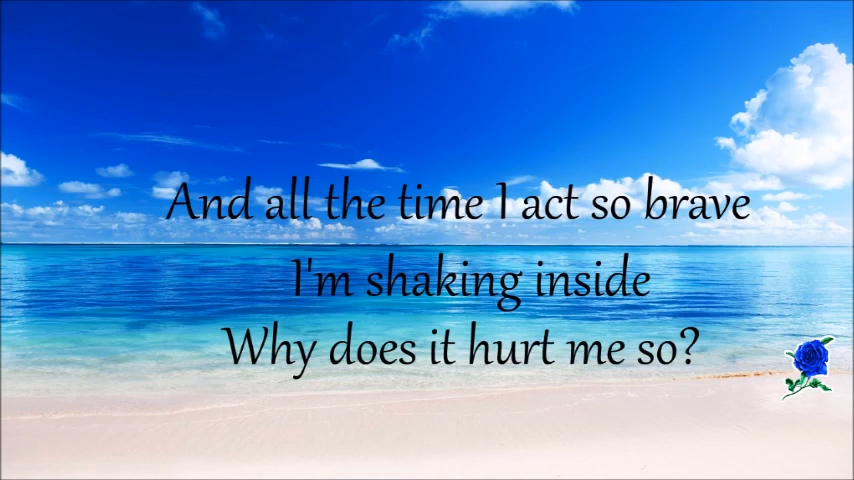 And all the time I act so brave
I'm shaking inside
Why does it hurt me so?